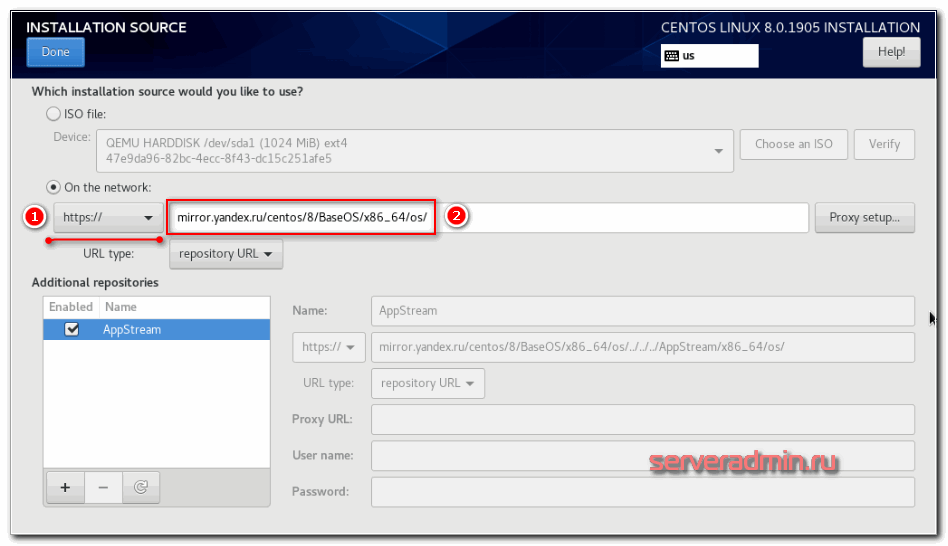 INSTALLATION SOURCE
CENTOS LINUX 8.0.1905 INSTALLATION
Done
us
Help!
Which installation source would you like to use?
ISO file:
Device:
QEMU HARDDISK /dev/sda1 (1024 MiB) ext4
47e9da96-82bc-4ecc-8f43-dc15c251afe5
Choose an ISO
Verify
On the network:
1
https://
mirror.yandex.ru/centos/8/BaseOS/x86_64/os/
2
Proxy setup...
URL type:
repository URL
Additional repositories
Enabled
Name
AppStream
Name:
AppStream
https://
mirror.yandex.ru/centos/8/BaseOS/x86_64/os/../../../AppStream/x86_64/os/
URL type:
repository URL
Proxy URL:
User name:
serveradmin.ru
Password:
+
−